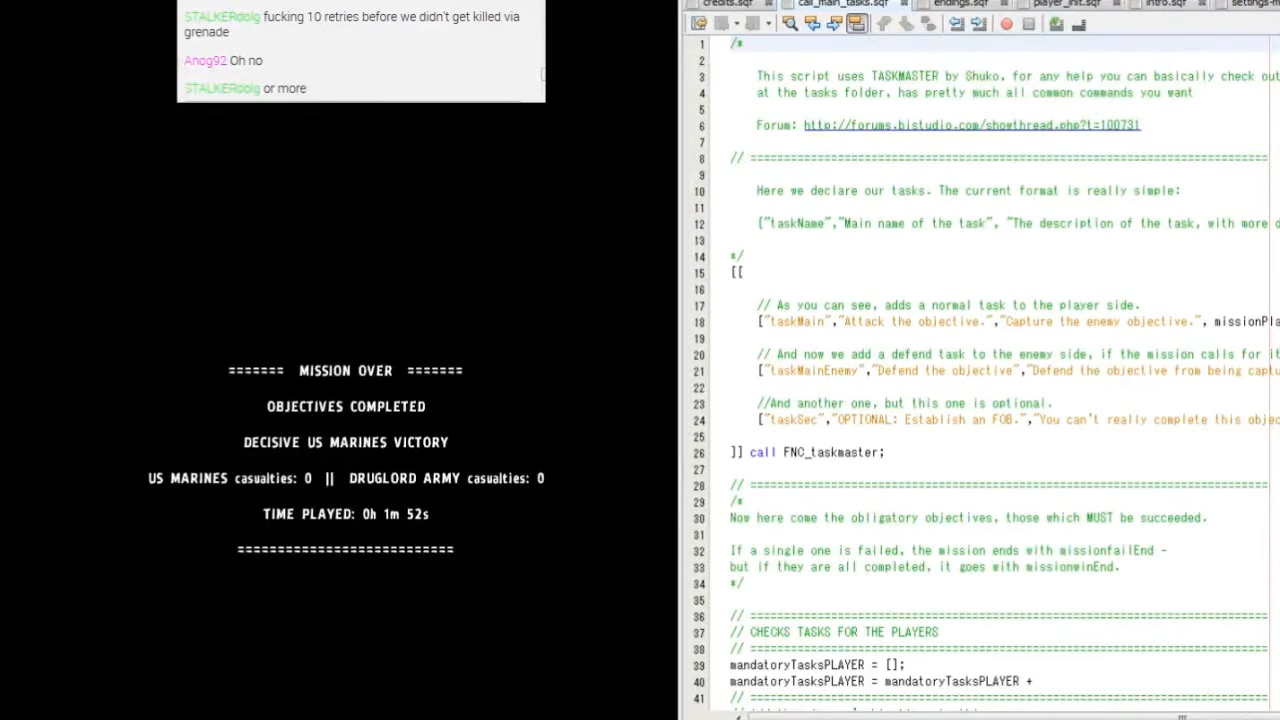 STALKERdolg fucking 10 retries before we didn't get killed via
grenade
Anog92 Oh no
STALKERdolg or more
======= MISSION OVER =======
OBJECTIVES COMPLETED
DECISIVE US MARINES VICTORY
US MARINES casualties: 0 || DRUGLORD ARMY casualties: 0
TIME PLAYED: 0h 1m 52s
===========================
credits.sqf call_main_tasks.sqf endings.sqf player_init.sqf intro.sqf settings-m
1 /*
2
3 This script uses TASKMASTER by Shuko, for any help you can basically check out
4 at the tasks folder, has pretty much all common commands you want
5
6 Forum: http://forums.bistudio.com/showthread.php?t=100731
7
8 // =============================================================================
9
10 Here we declare our tasks. The current format is really simple:
11
12 ["taskName","Main name of the task", "The description of the task, with more d
13
14 */
15 [[
16
17 // As you can see, adds a normal task to the player side.
18 ["taskMain","Attack the objective.","Capture the enemy objective.", missionPla
19
20 // And now we add a defend task to the enemy side, if the mission calls for it
21 ["taskMainEnemy","Defend the objective","Defend the objective from being captu
22
23 //And another one, but this one is optional.
24 ["taskSec","OPTIONAL: Establish an FOB.","You can't really complete this objec
25
26 ]] call FNC_taskmaster;
27
28 // =============================================================================
29 /*
30 Now here come the obligatory objectives, those which MUST be succeeded.
31
32 If a single one is failed, the mission ends with missionfailEnd -
33 but if they are all completed, it goes with missionwinEnd.
34 */
35
36 // =============================================================================
37 // CHECKS TASKS FOR THE PLAYERS
38 // =============================================================================
39 mandatoryTasksPLAYER = [];
40 mandatoryTasksPLAYER = mandatoryTasksPLAYER +
41 // =============================================================================